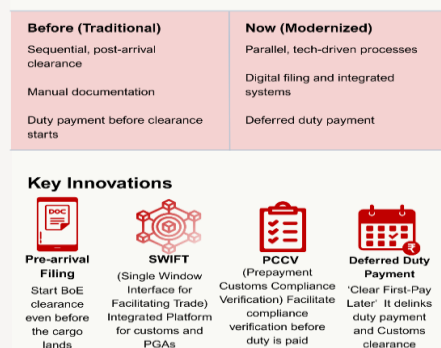 Before (Traditional)
Sequential, post-arrival
clearance
Manual documentation
Duty payment before clearance
starts
Now (Modernized)
Parallel, tech-driven processes
Digital filing and integrated
systems
Deferred duty payment
Key Innovations
DOC
Pre-arrival
Filing
Start BoE
clearance
even before
the cargo
lands
SWIFT
(Single Window
Interface for
Facilitating Trade)
Integrated Platform
for customs and
PGAs
PCCV
(Prepayment
Customs Compliance
Verification) Facilitate
compliance
verification before
duty is paid
₹
Deferred Duty
Payment
‘Clear First-Pay
Later’ It delinks
duty payment
and Customs
clearance